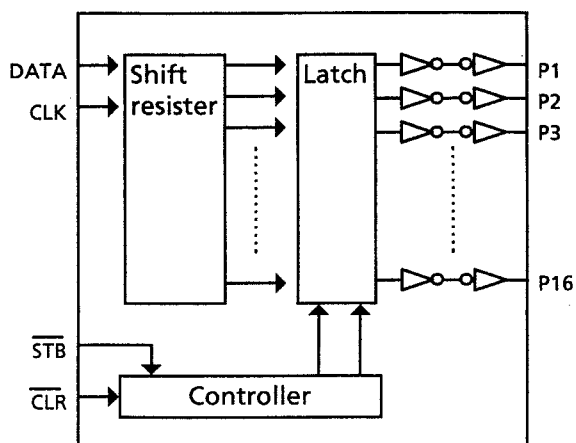 DATA
CLK
Shift
resister
Latch
P1
P2
P3
P16
STB
CLR
Controller